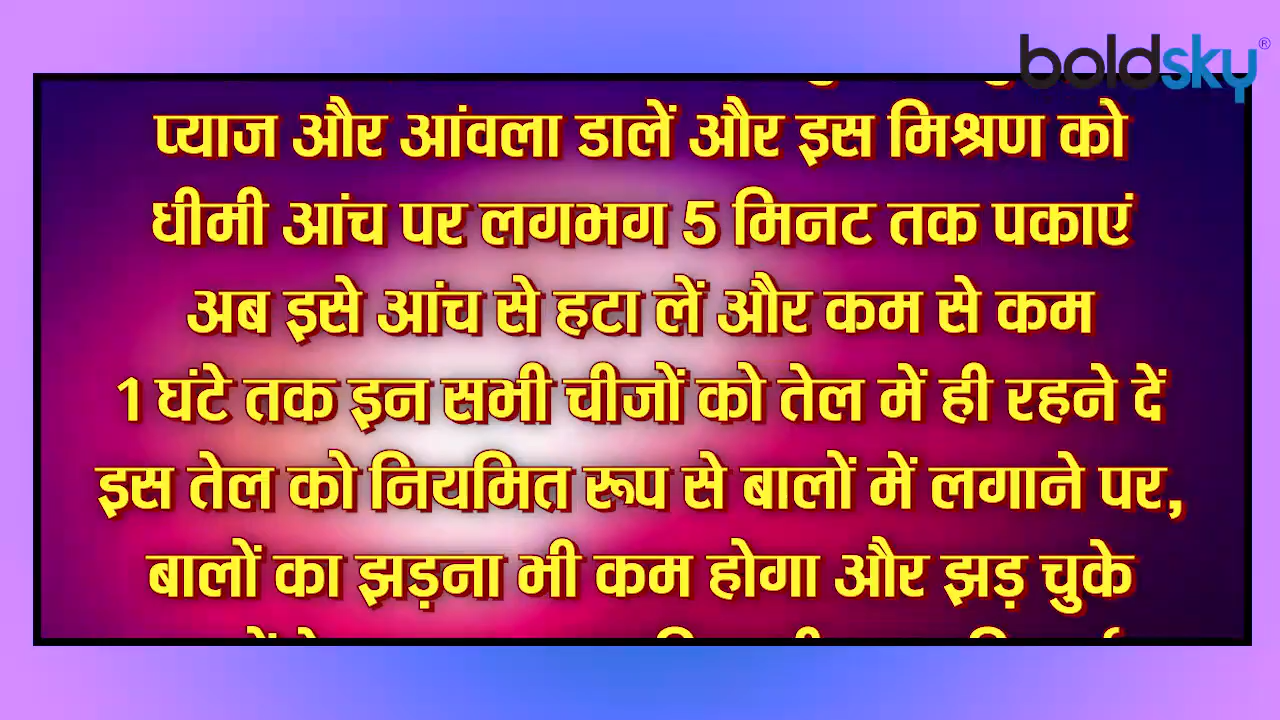 boldsky®
प्याज और आंवला डालें और इस मिश्रण को
धीमी आंच पर लगभग 5 मिनट तक पकाएं
अब इसे आंच से हटा लें और कम से कम
1 घंटे तक इन सभी चीजों को तेल में ही रहने दें
इस तेल को नियमित रूप से बालों में लगाने पर,
बालों का झड़ना भी कम होगा और झड़ चुके